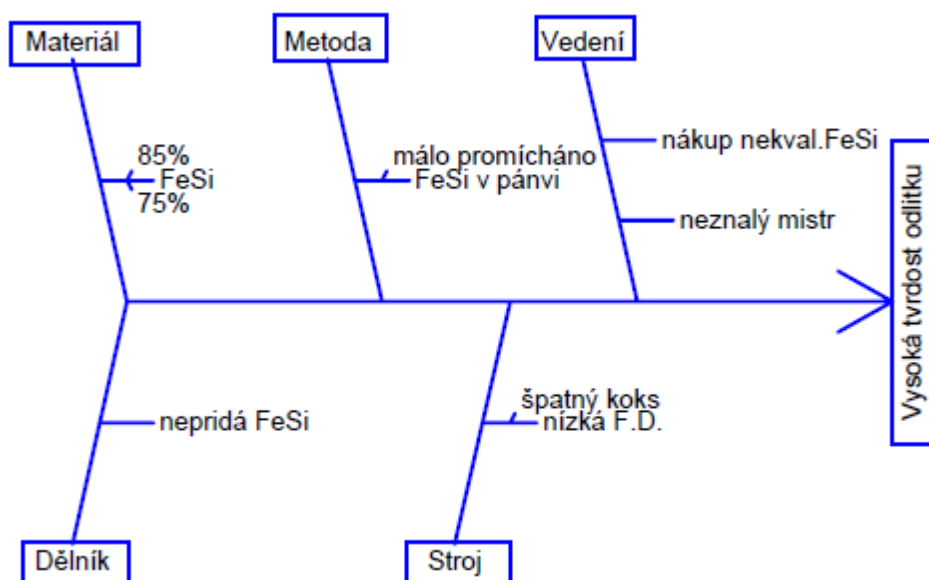 Materiál
Metoda
Vedení
85%
FeSi
75%
málo promícháno
FeSi v pánvi
nákup nekval.FeSi
neznalý mistr
Vysoká tvrdost odlitku
nepridá FeSi
špatný koks
nízká F.D.
Dělník
Stroj